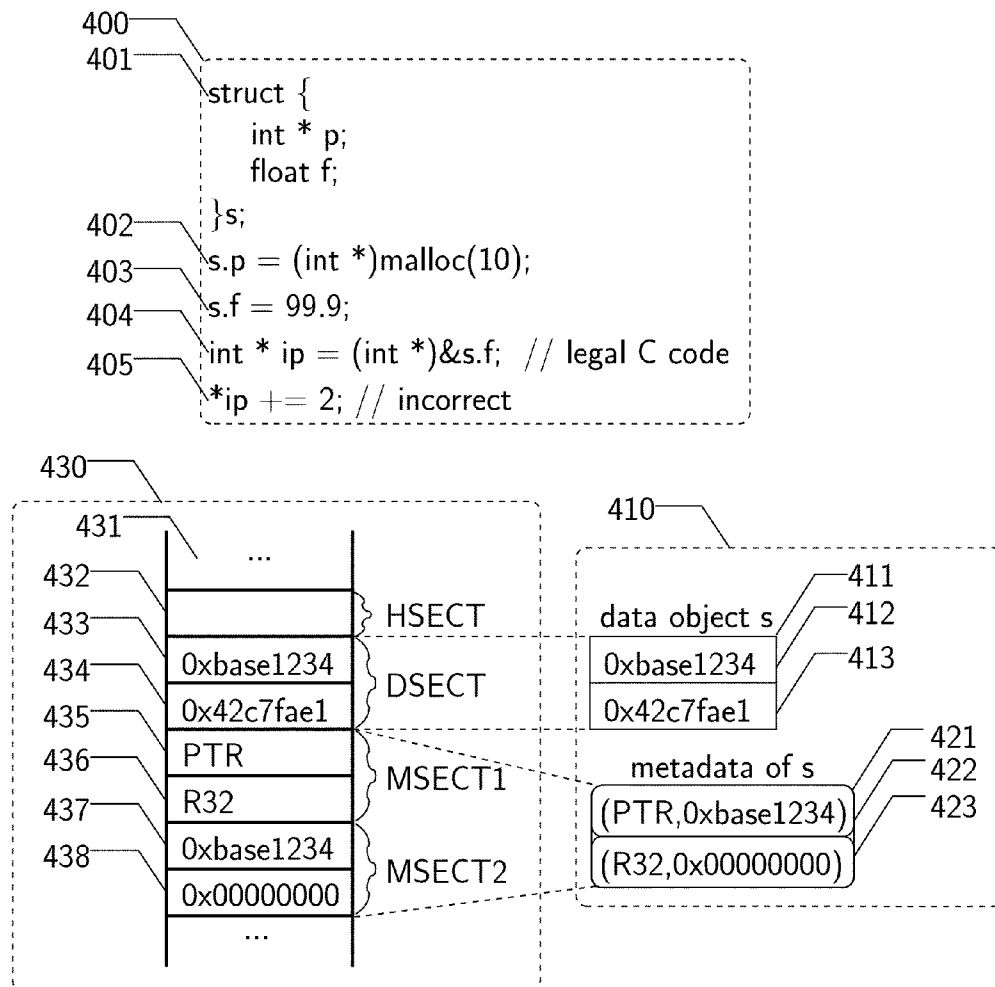 400
401
struct {
int * p;
float f;
}s;
402
s.p = (int *)malloc(10);
403
s.f = 99.9;
404
int * ip = (int *)&s.f; // legal C code
405
*ip += 2; // incorrect
430
410
431
...
432
HSECT
data object s
411
433
0xbase1234
DSECT
0xbase1234
412
434
0x42c7fae1
0x42c7fae1
413
435
PTR
MSECT1
metadata of s
421
436
R32
(PTR,0xbase1234)
422
437
0xbase1234
MSECT2
(R32,0x00000000)
423
438
0x00000000
...